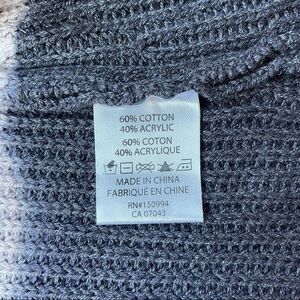 60% COTTON
40% ACRYLIC
60% COTON
40% ACRYLIQUE
MADE IN CHINA
FABRIQUÉ EN CHINE
RN#150994
CA 07043